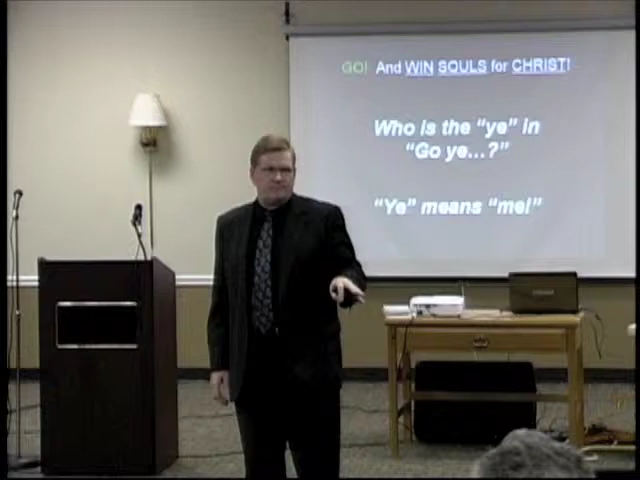 GO! And WIN SOULS for CHRIST!
Who is the "ye" in
"Go ye...?"
"Ye" means "me!"